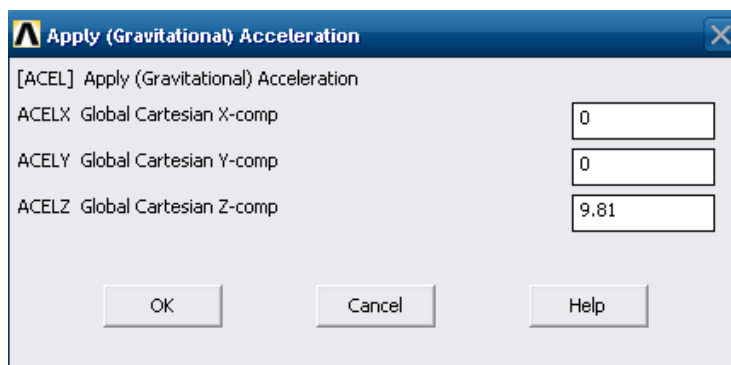 Apply (Gravitational) Acceleration
[ACEL] Apply (Gravitational) Acceleration
ACELX Global Cartesian X-comp 0
ACELY Global Cartesian Y-comp 0
ACELZ Global Cartesian Z-comp 9.81
OK Cancel Help